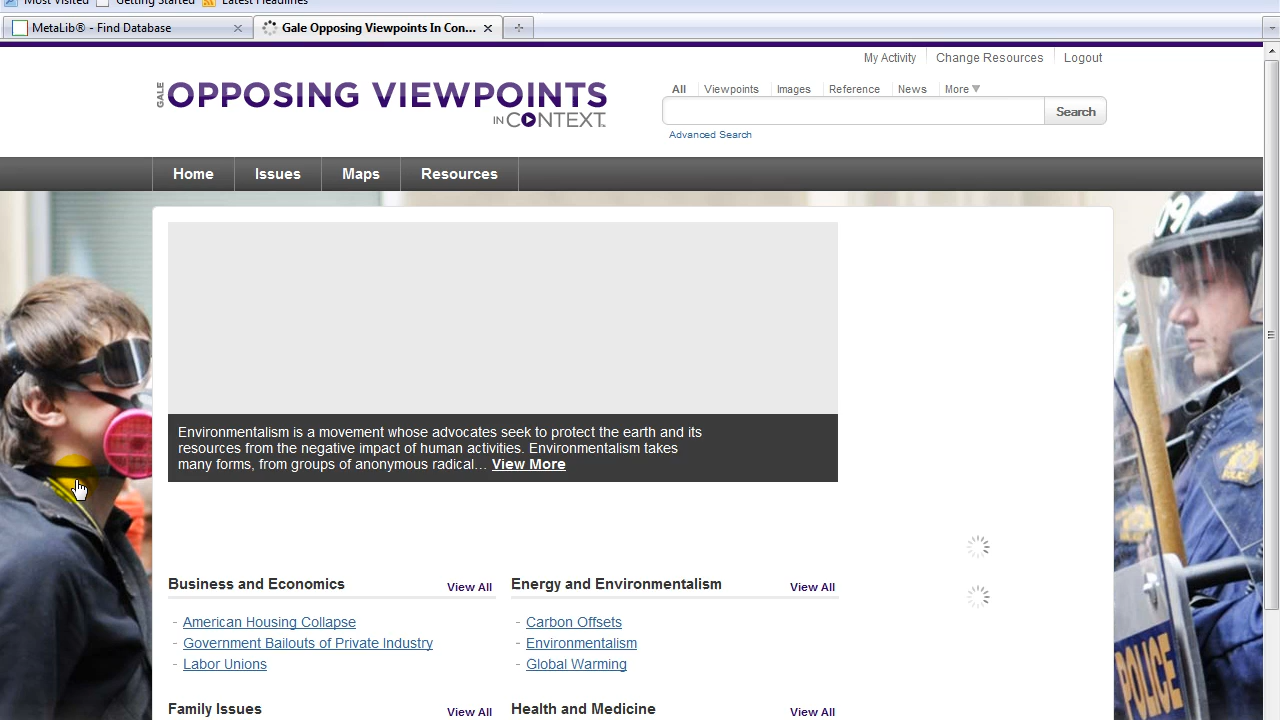 Most Visited Getting Started Latest Headlines
MetaLib® - Find Database
Gale Opposing Viewpoints In Con...
My Activity Change Resources Logout
GALE OPPOSING VIEWPOINTS
IN CONTEXT
All Viewpoints Images Reference News More
Search
Advanced Search
Home Issues Maps Resources
Environmentalism is a movement whose advocates seek to protect the earth and its
resources from the negative impact of human activities. Environmentalism takes
many forms, from groups of anonymous radical... View More
Business and Economics View All
- American Housing Collapse
- Government Bailouts of Private Industry
- Labor Unions
Energy and Environmentalism View All
- Carbon Offsets
- Environmentalism
- Global Warming
Family Issues View All
Health and Medicine View All
POLICE